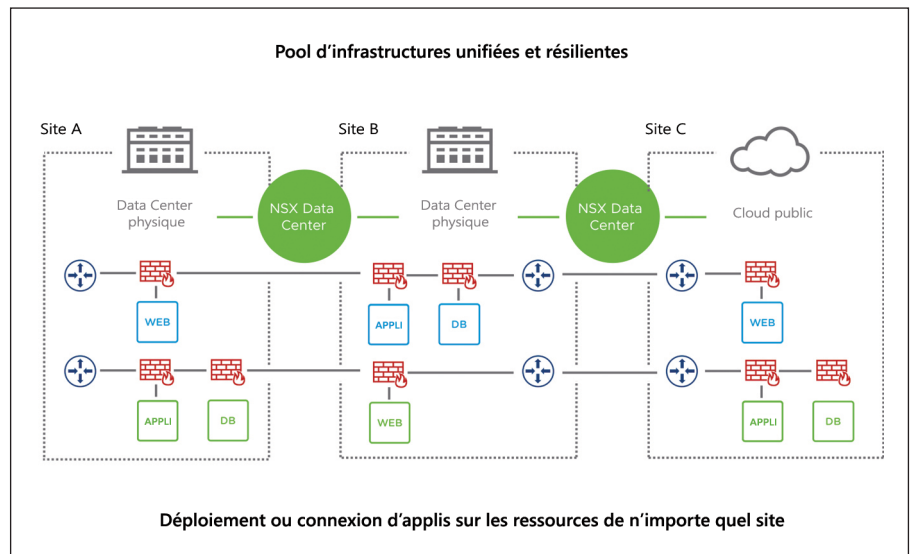 Pool d’infrastructures unifiées et résilientes
Site A
Site B
Site C
Data Center
physique
NSX Data
Center
Data Center
physique
NSX Data
Center
Cloud public
WEB
APPLI
DB
WEB
APPLI
DB
WEB
APPLI
DB
Déploiement ou connexion d’applis sur les ressources de n’importe quel site